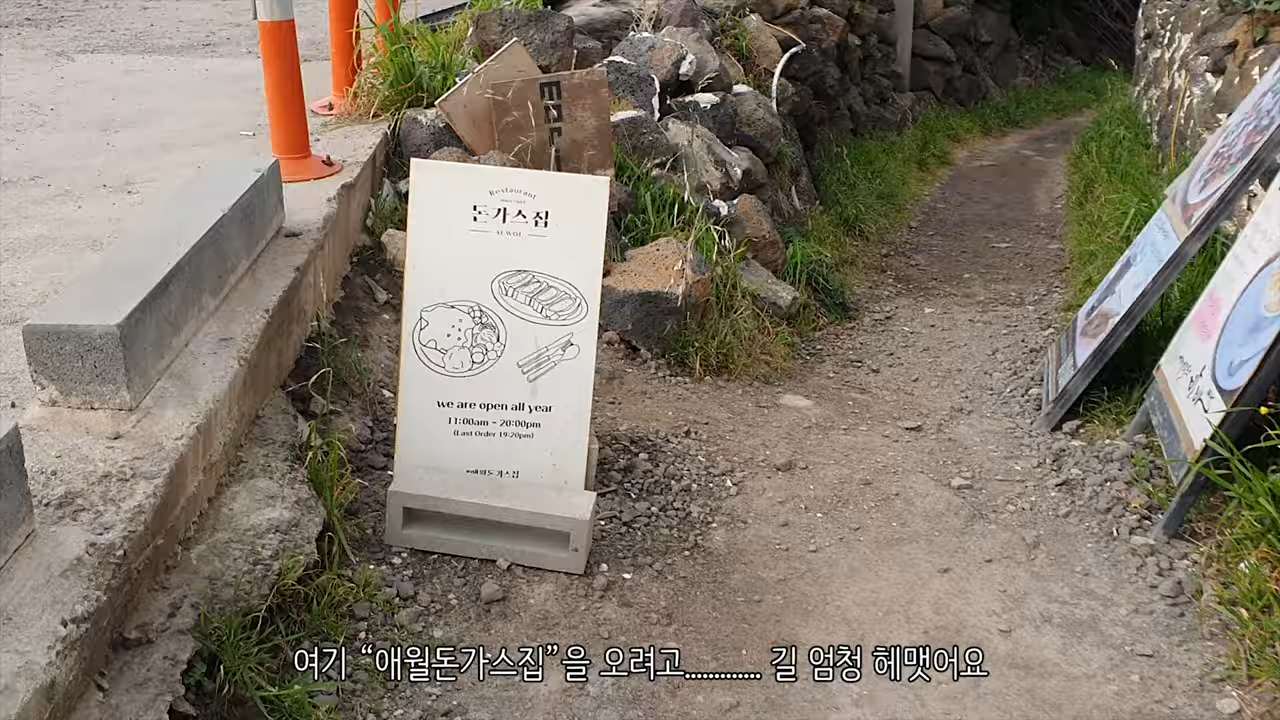 Restaurant
돈가스집
AEWOL
we are open all year
11:00am - 20:00pm
(Last Order 19:20pm)
#애월돈가스집
여기 “애월돈가스집”을 오려고............. 길 엄청 헤맷어요